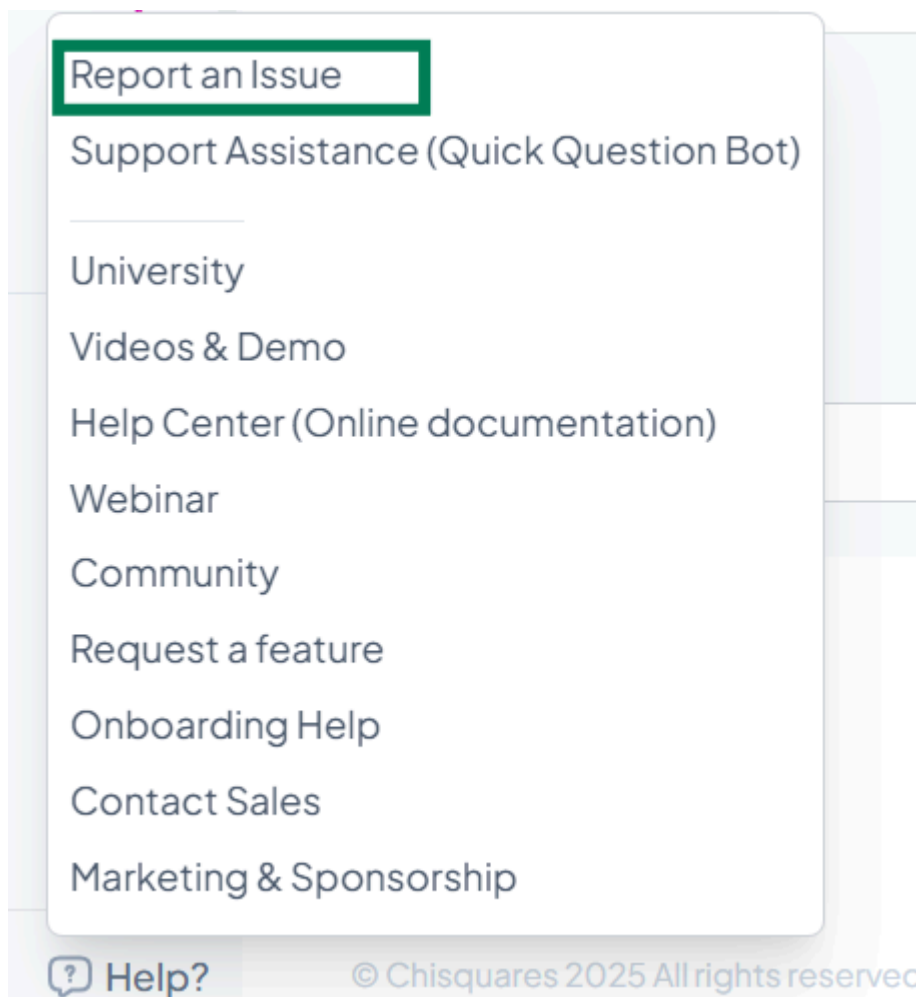 Report an Issue
Support Assistance (Quick Question Bot)
University
Videos & Demo
Help Center (Online documentation)
Webinar
Community
Request a feature
Onboarding Help
Contact Sales
Marketing & Sponsorship
Help?
© Chisquares 2025 All rights reserved